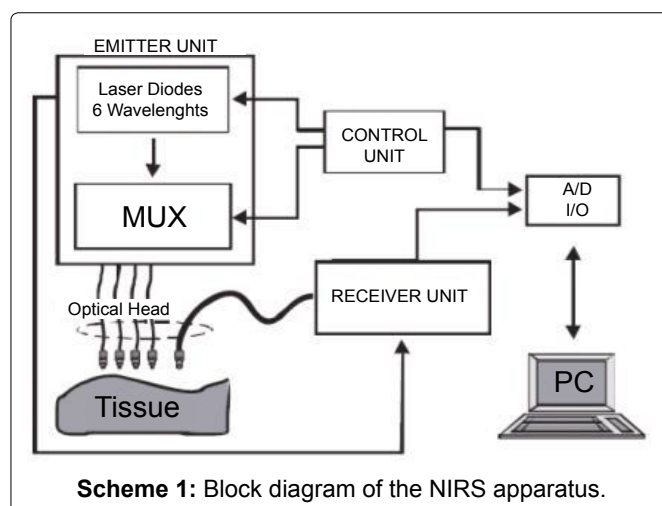 EMITTER UNIT
Laser Diodes
6 Wavelenghts
MUX
CONTROL
UNIT
A/D
I/O
Optical Head
RECEIVER UNIT
Tissue
PC
Scheme 1: Block diagram of the NIRS apparatus.